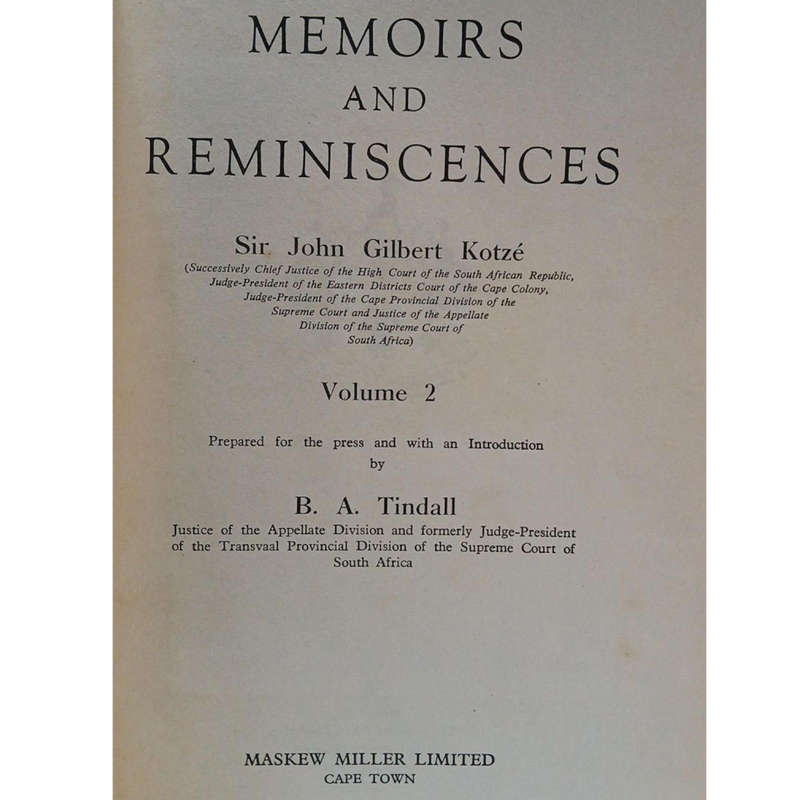 MEMOIRS
AND
REMINISCENCES
Sir John Gilbert Kotzé
(Successively Chief Justice of the High Court of the South African Republic,
Judge-President of the Eastern Districts Court of the Cape Colony,
Judge-President of the Cape Provincial Division of the
Supreme Court and Justice of the Appellate
Division of the Supreme Court of
South Africa)
Volume 2
Prepared for the press and with an Introduction
by
B. A. Tindall
Justice of the Appellate Division and formerly Judge-President
of the Transvaal Provincial Division of the Supreme Court of
South Africa
MASKEW MILLER LIMITED
CAPE TOWN